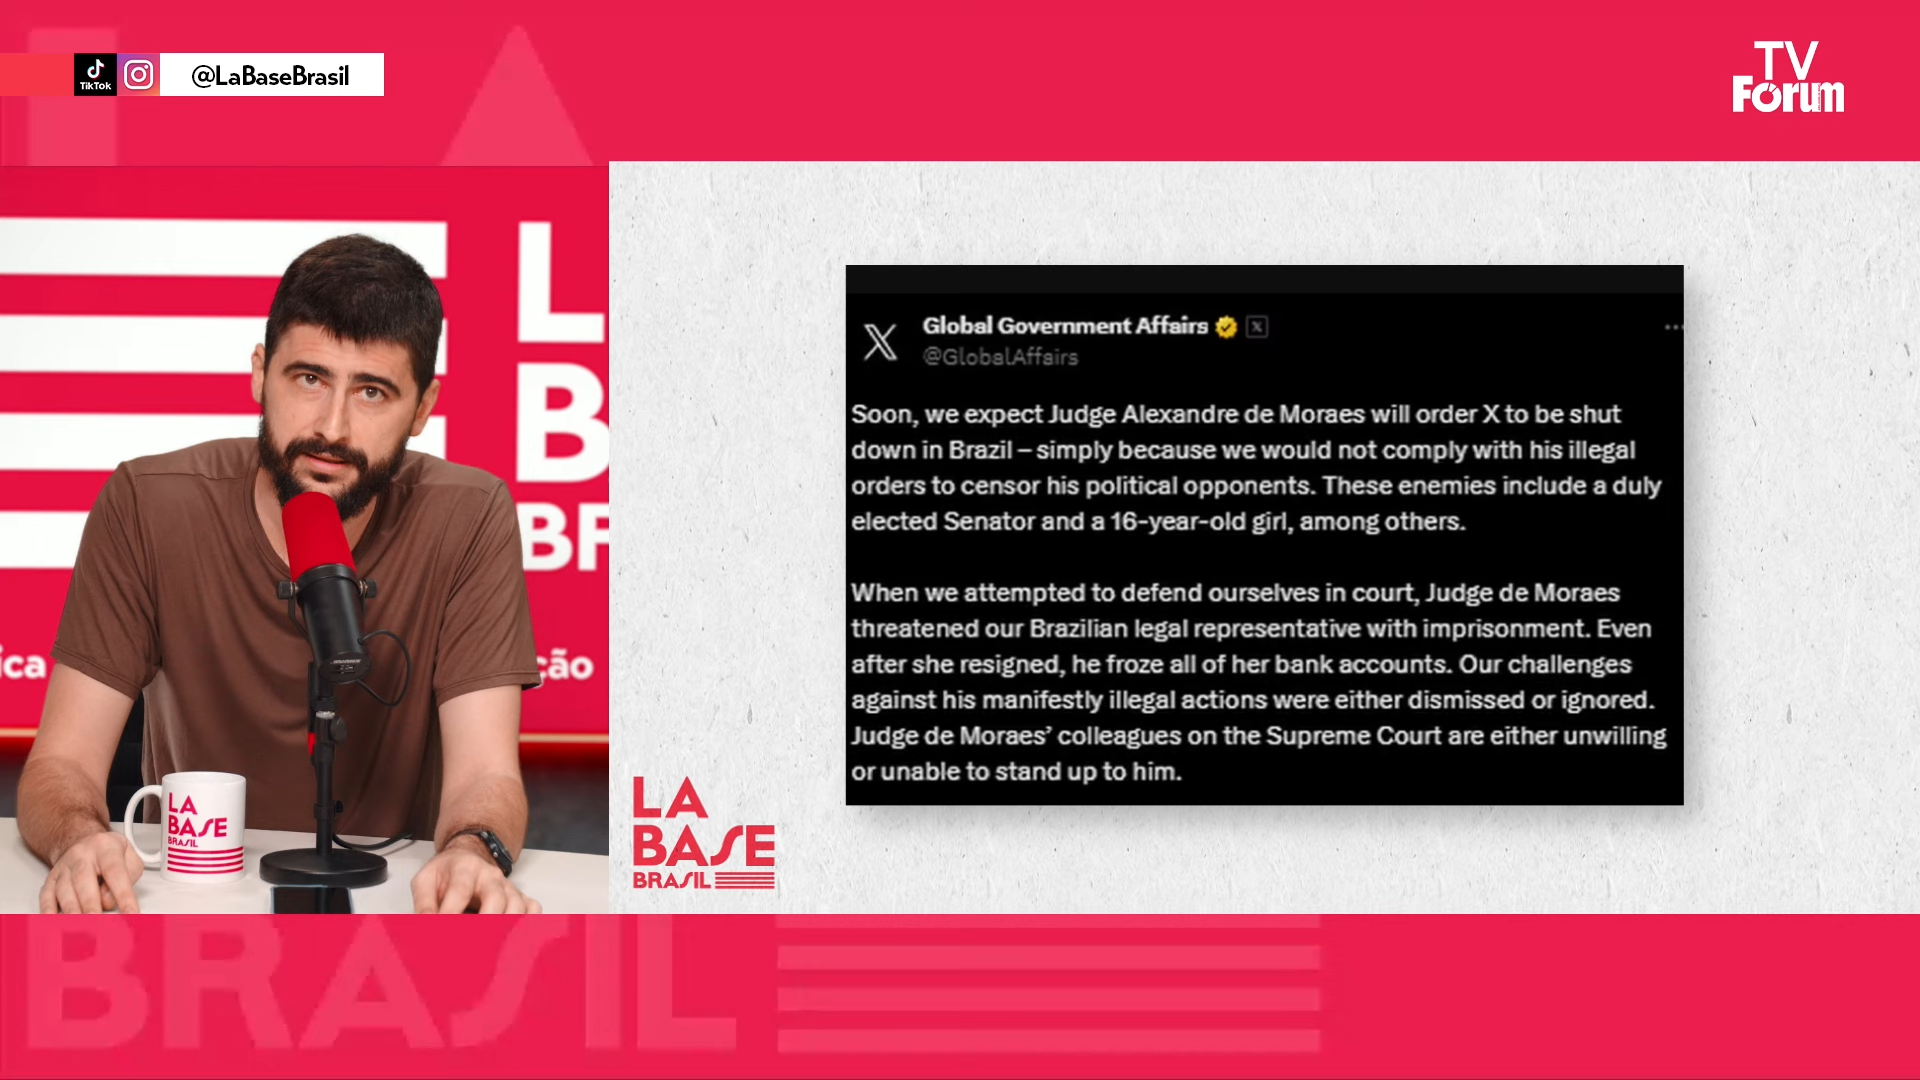 TikTok
@LaBaseBrasil
TV
Fórum
L
B
BR
ica
ção
LA
BASE
BRASIL
Global Government Affairs
@GlobalAffairs
Soon, we expect Judge Alexandre de Moraes will order X to be shut
down in Brazil – simply because we would not comply with his illegal
orders to censor his political opponents. These enemies include a duly
elected Senator and a 16-year-old girl, among others.
When we attempted to defend ourselves in court, Judge de Moraes
threatened our Brazilian legal representative with imprisonment. Even
after she resigned, he froze all of her bank accounts. Our challenges
against his manifestly illegal actions were either dismissed or ignored.
Judge de Moraes’ colleagues on the Supreme Court are either unwilling
or unable to stand up to him.
LA
BASE
BRASIL
BRASIL